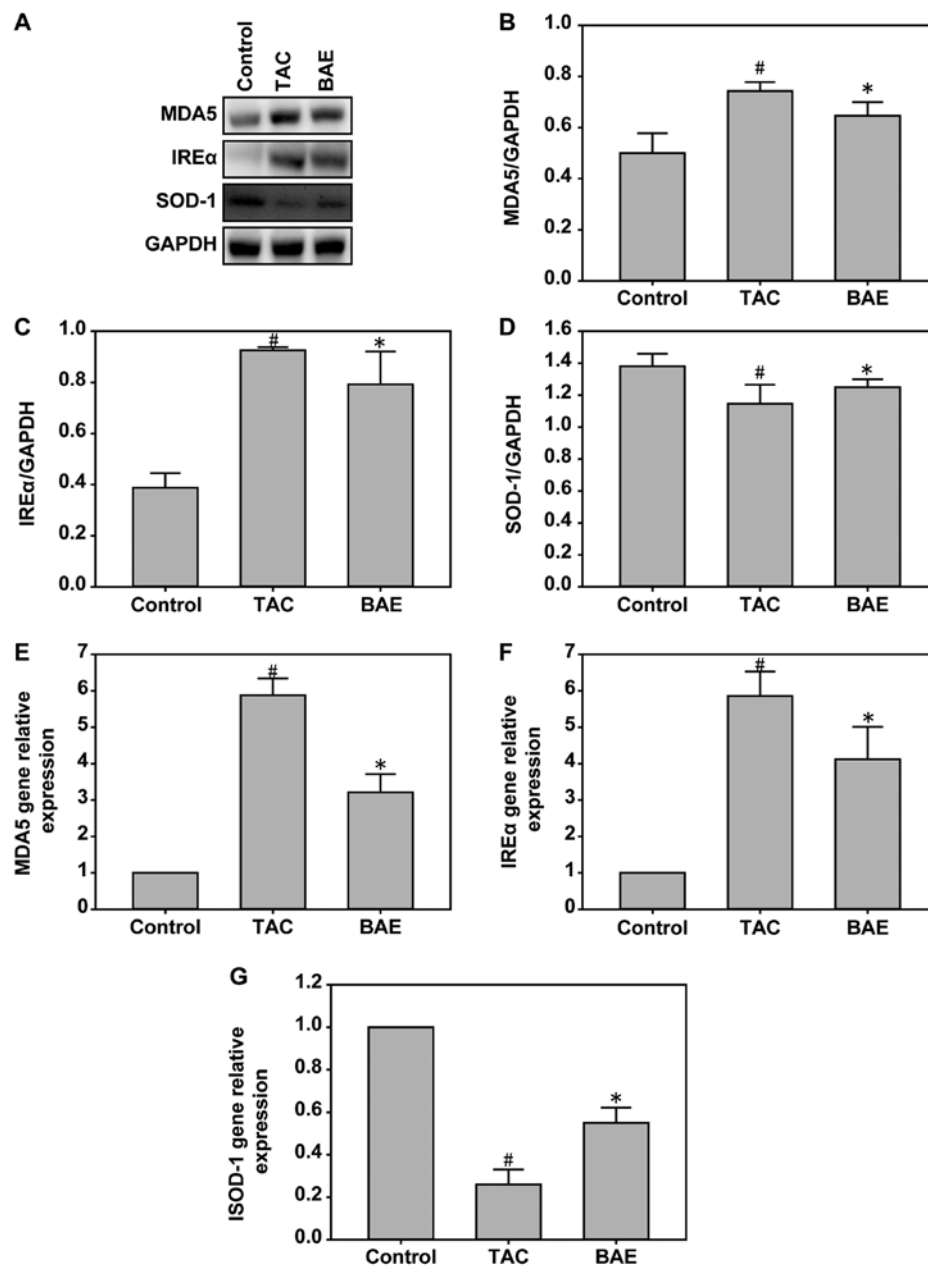 A
Control
TAC
BAE
MDA5
IREα
SOD-1
GAPDH
B
MDA5/GAPDH
1.0
0.8
0.6
0.4
0.2
0.0
#
*
Control TAC BAE
C
IREα/GAPDH
1.0
0.8
0.6
0.4
0.2
0.0
#
*
Control TAC BAE
D
SOD-1/GAPDH
1.6
1.4
1.2
1.0
1.8
1.6
1.4
1.2
0.0
#
*
Control TAC BAE
E
MDA5 gene relative
expression
7
6
5
4
3
2
1
0
#
*
Control TAC BAE
F
IREα gene relative
expression
7
6
5
4
3
2
1
0
#
*
Control TAC BAE
G
ISOD-1 gene relative
expression
1.2
1.0
0.8
0.6
0.4
0.2
0.0
#
*
Control TAC BAE